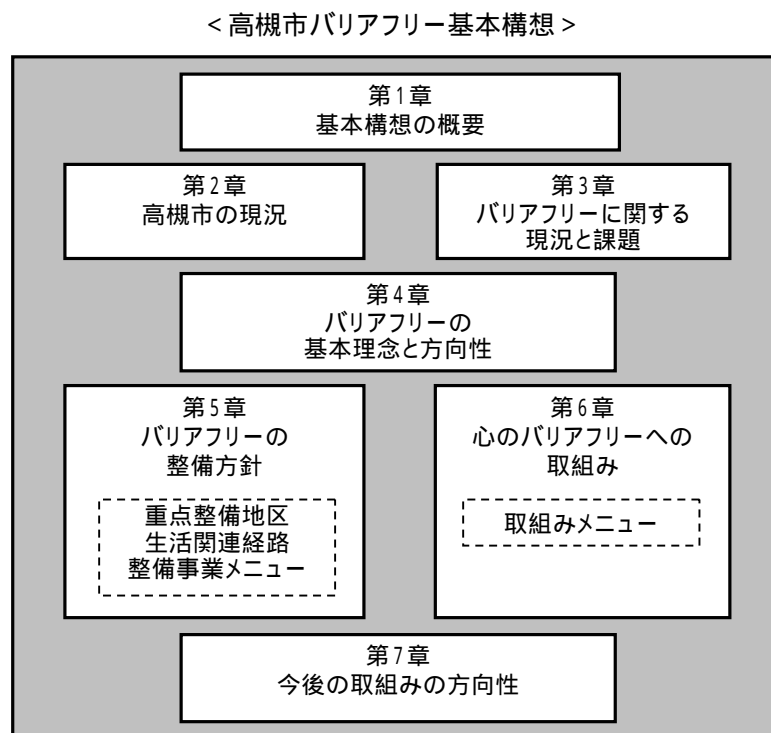 ＜高槻市バリアフリー基本構想＞
第1章
基本構想の概要
第2章
高槻市の現況
第3章
バリアフリーに関する
現況と課題
第4章
バリアフリーの
基本理念と方向性
第5章
バリアフリーの
整備方針
重点整備地区
生活関連経路
整備事業メニュー
第6章
心のバリアフリーへの
取組み
取組みメニュー
第7章
今後の取組みの方向性